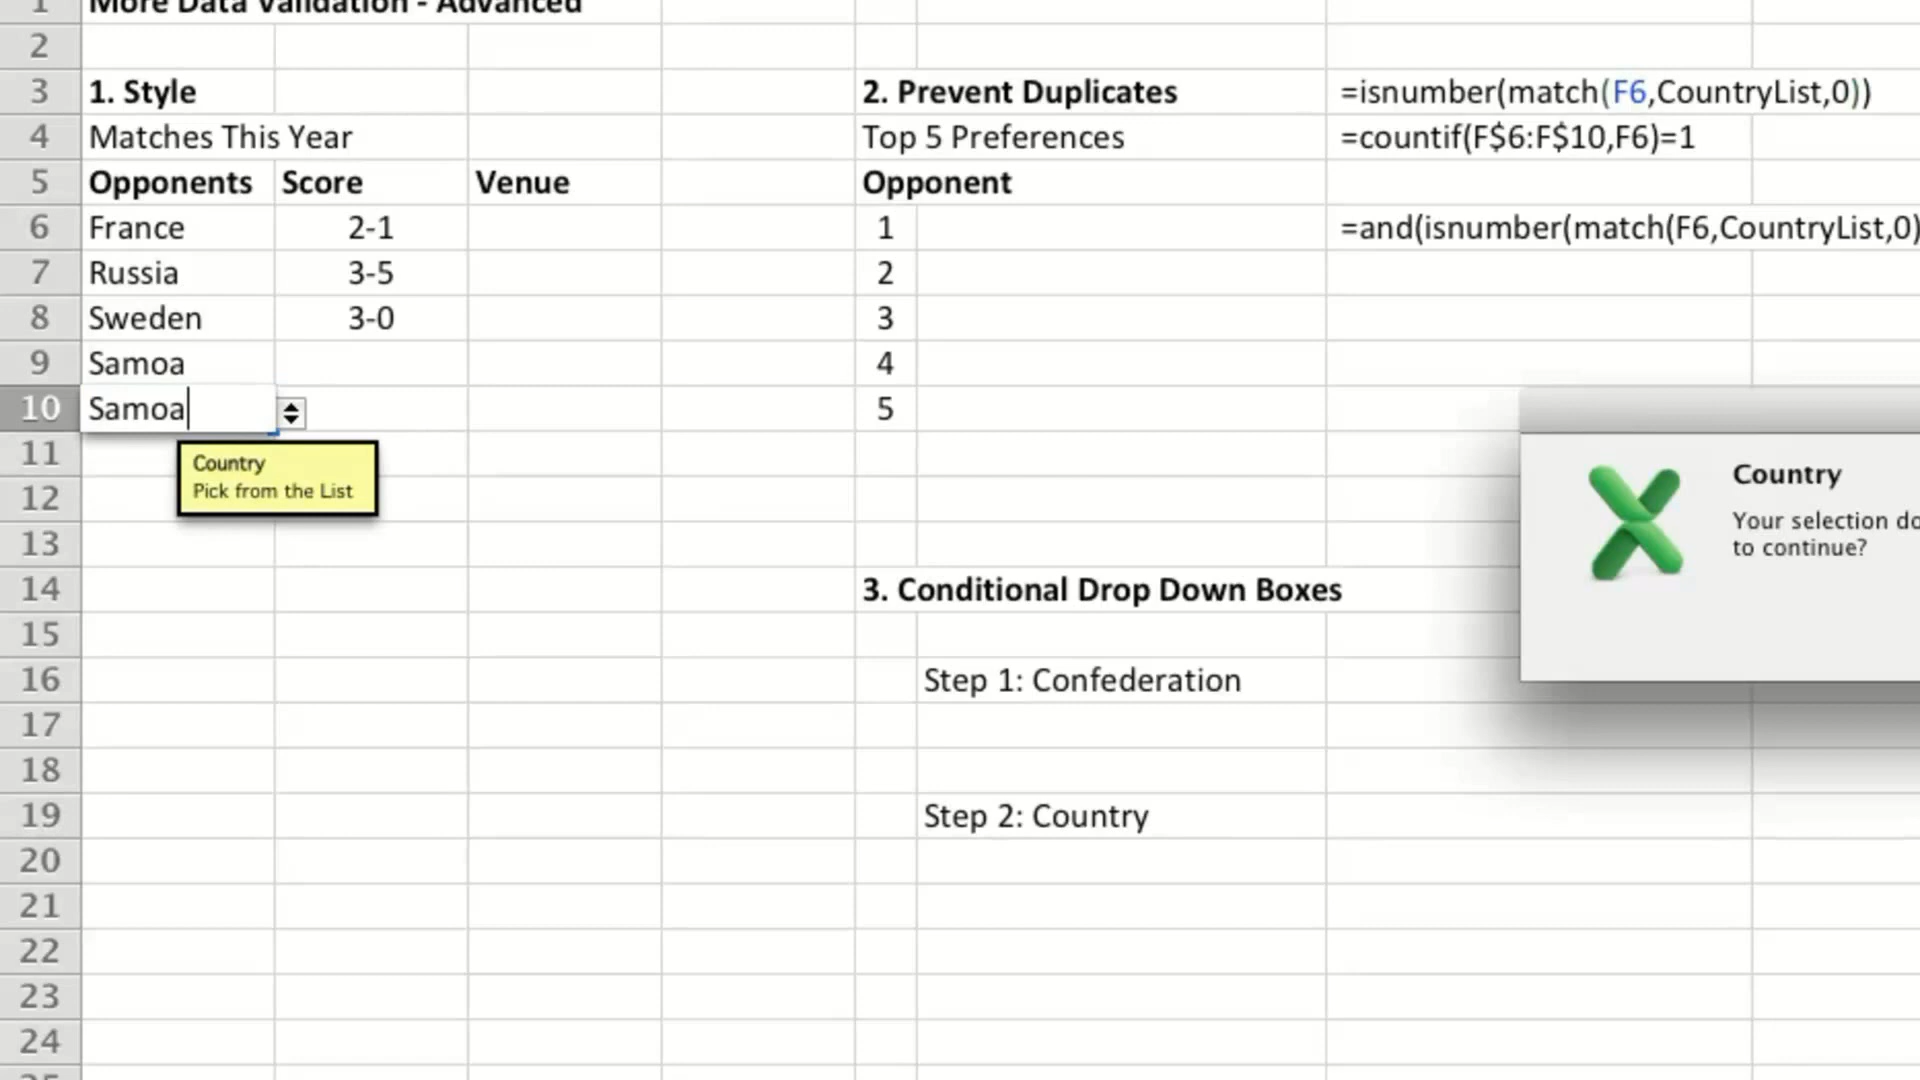 1 More Data Validation - Advanced
2
3 1. Style 2. Prevent Duplicates =isnumber(match(F6,CountryList,0))
4 Matches This Year Top 5 Preferences =countif(F$6:F$10,F6)=1
5 Opponents Score Venue Opponent
6 France 2-1 1 =and(isnumber(match(F6,CountryList,0)
7 Russia 3-5 2
8 Sweden 3-0 3
9 Samoa 4
10 Samoa 5
11
Country
Pick from the List
12
13
Country
Your selection
to continue?
14 3. Conditional Drop Down Boxes
15
16 Step 1: Confederation
17
18
19 Step 2: Country
20
21
22
23
24